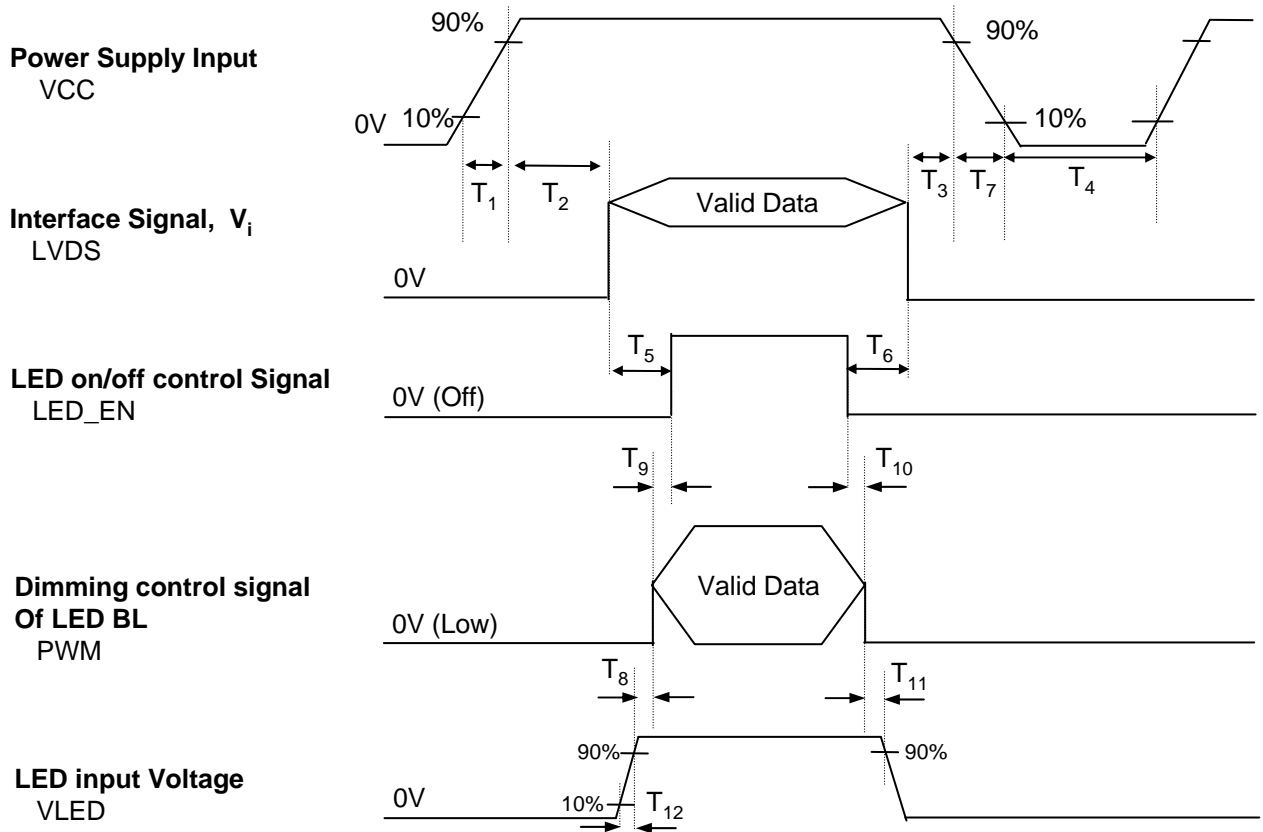 90%
90%
Power Supply Input
VCC
0V
10%
10%
T1
T2
T3
T7
T4
Interface Signal, Vi
LVDS
Valid Data
0V
T5
T6
LED on/off control Signal
LED_EN
0V (Off)
T9
T10
Dimming control signal
Of LED BL
PWM
Valid Data
0V (Low)
T8
T11
90%
90%
LED input Voltage
VLED
0V
10%
T12